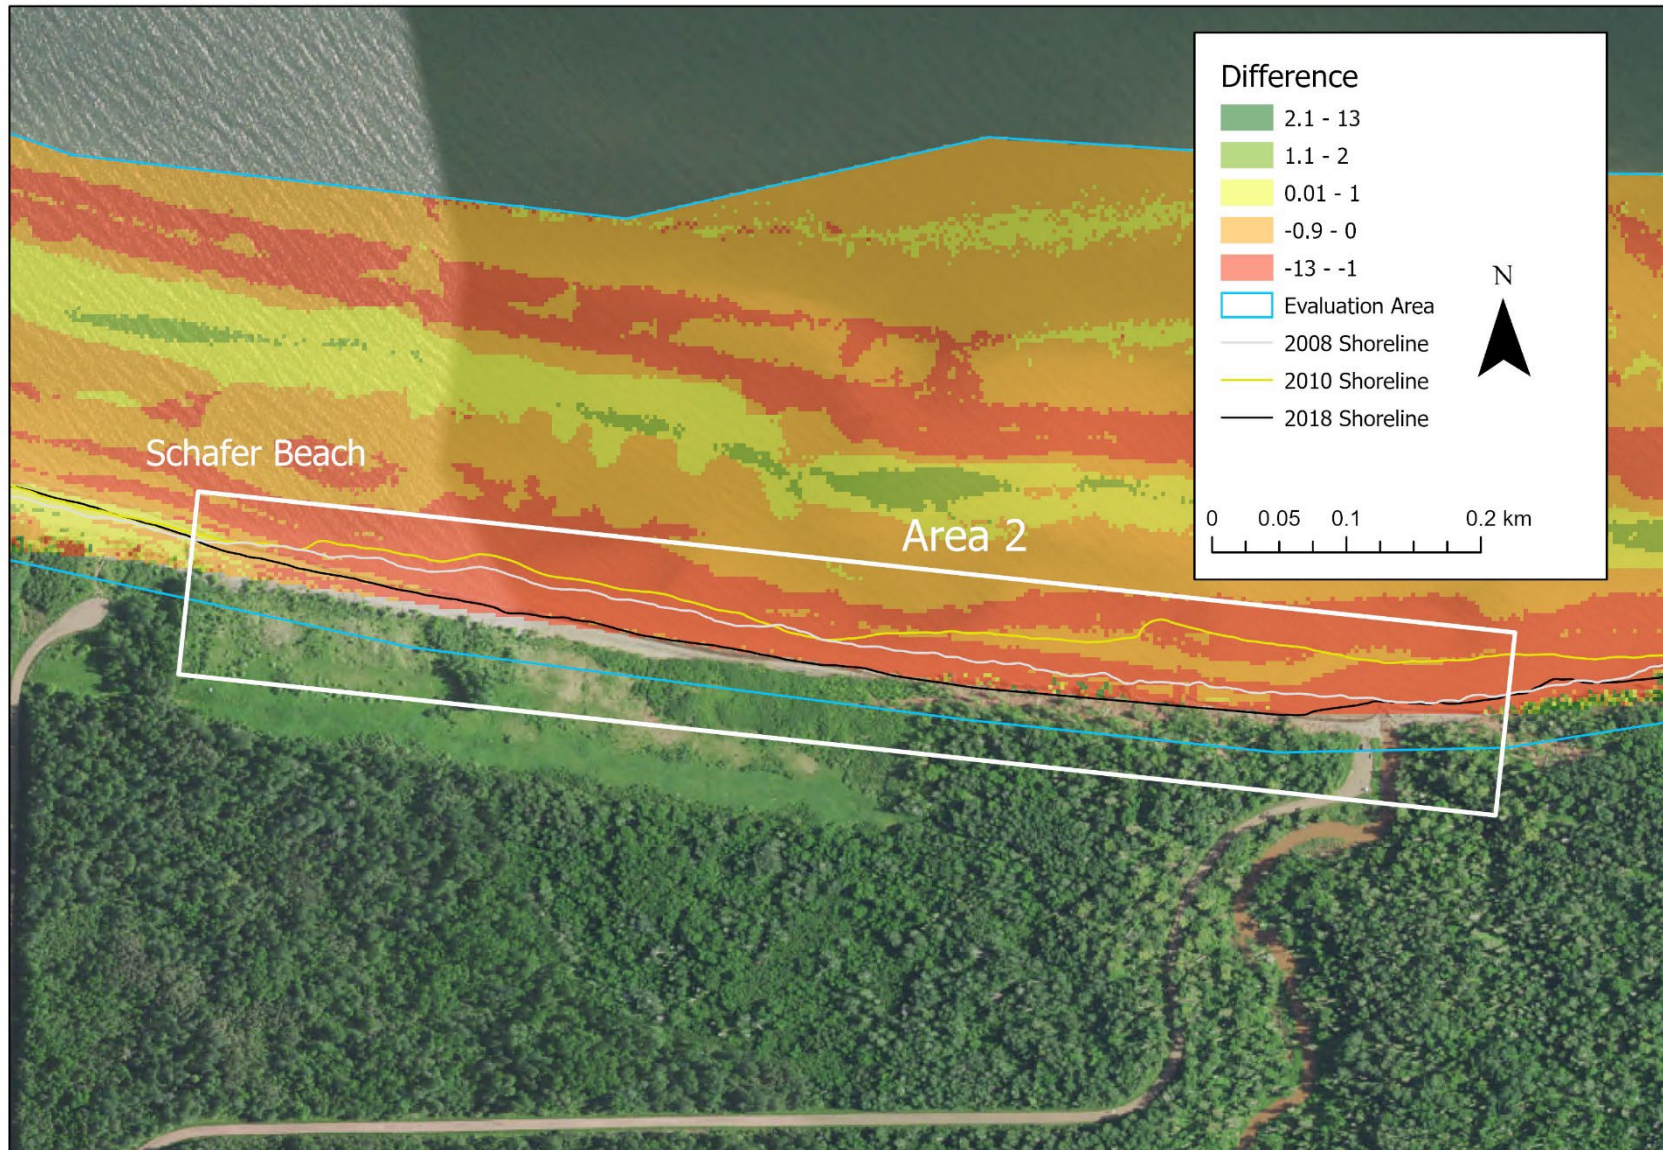 Difference
2.1 - 13
1.1 - 2
0.01 - 1
-0.9 - 0
-13 - -1
Evaluation Area
2008 Shoreline
2010 Shoreline
2018 Shoreline
N
0 0.05 0.1 0.2 km
Schafer Beach
Area 2